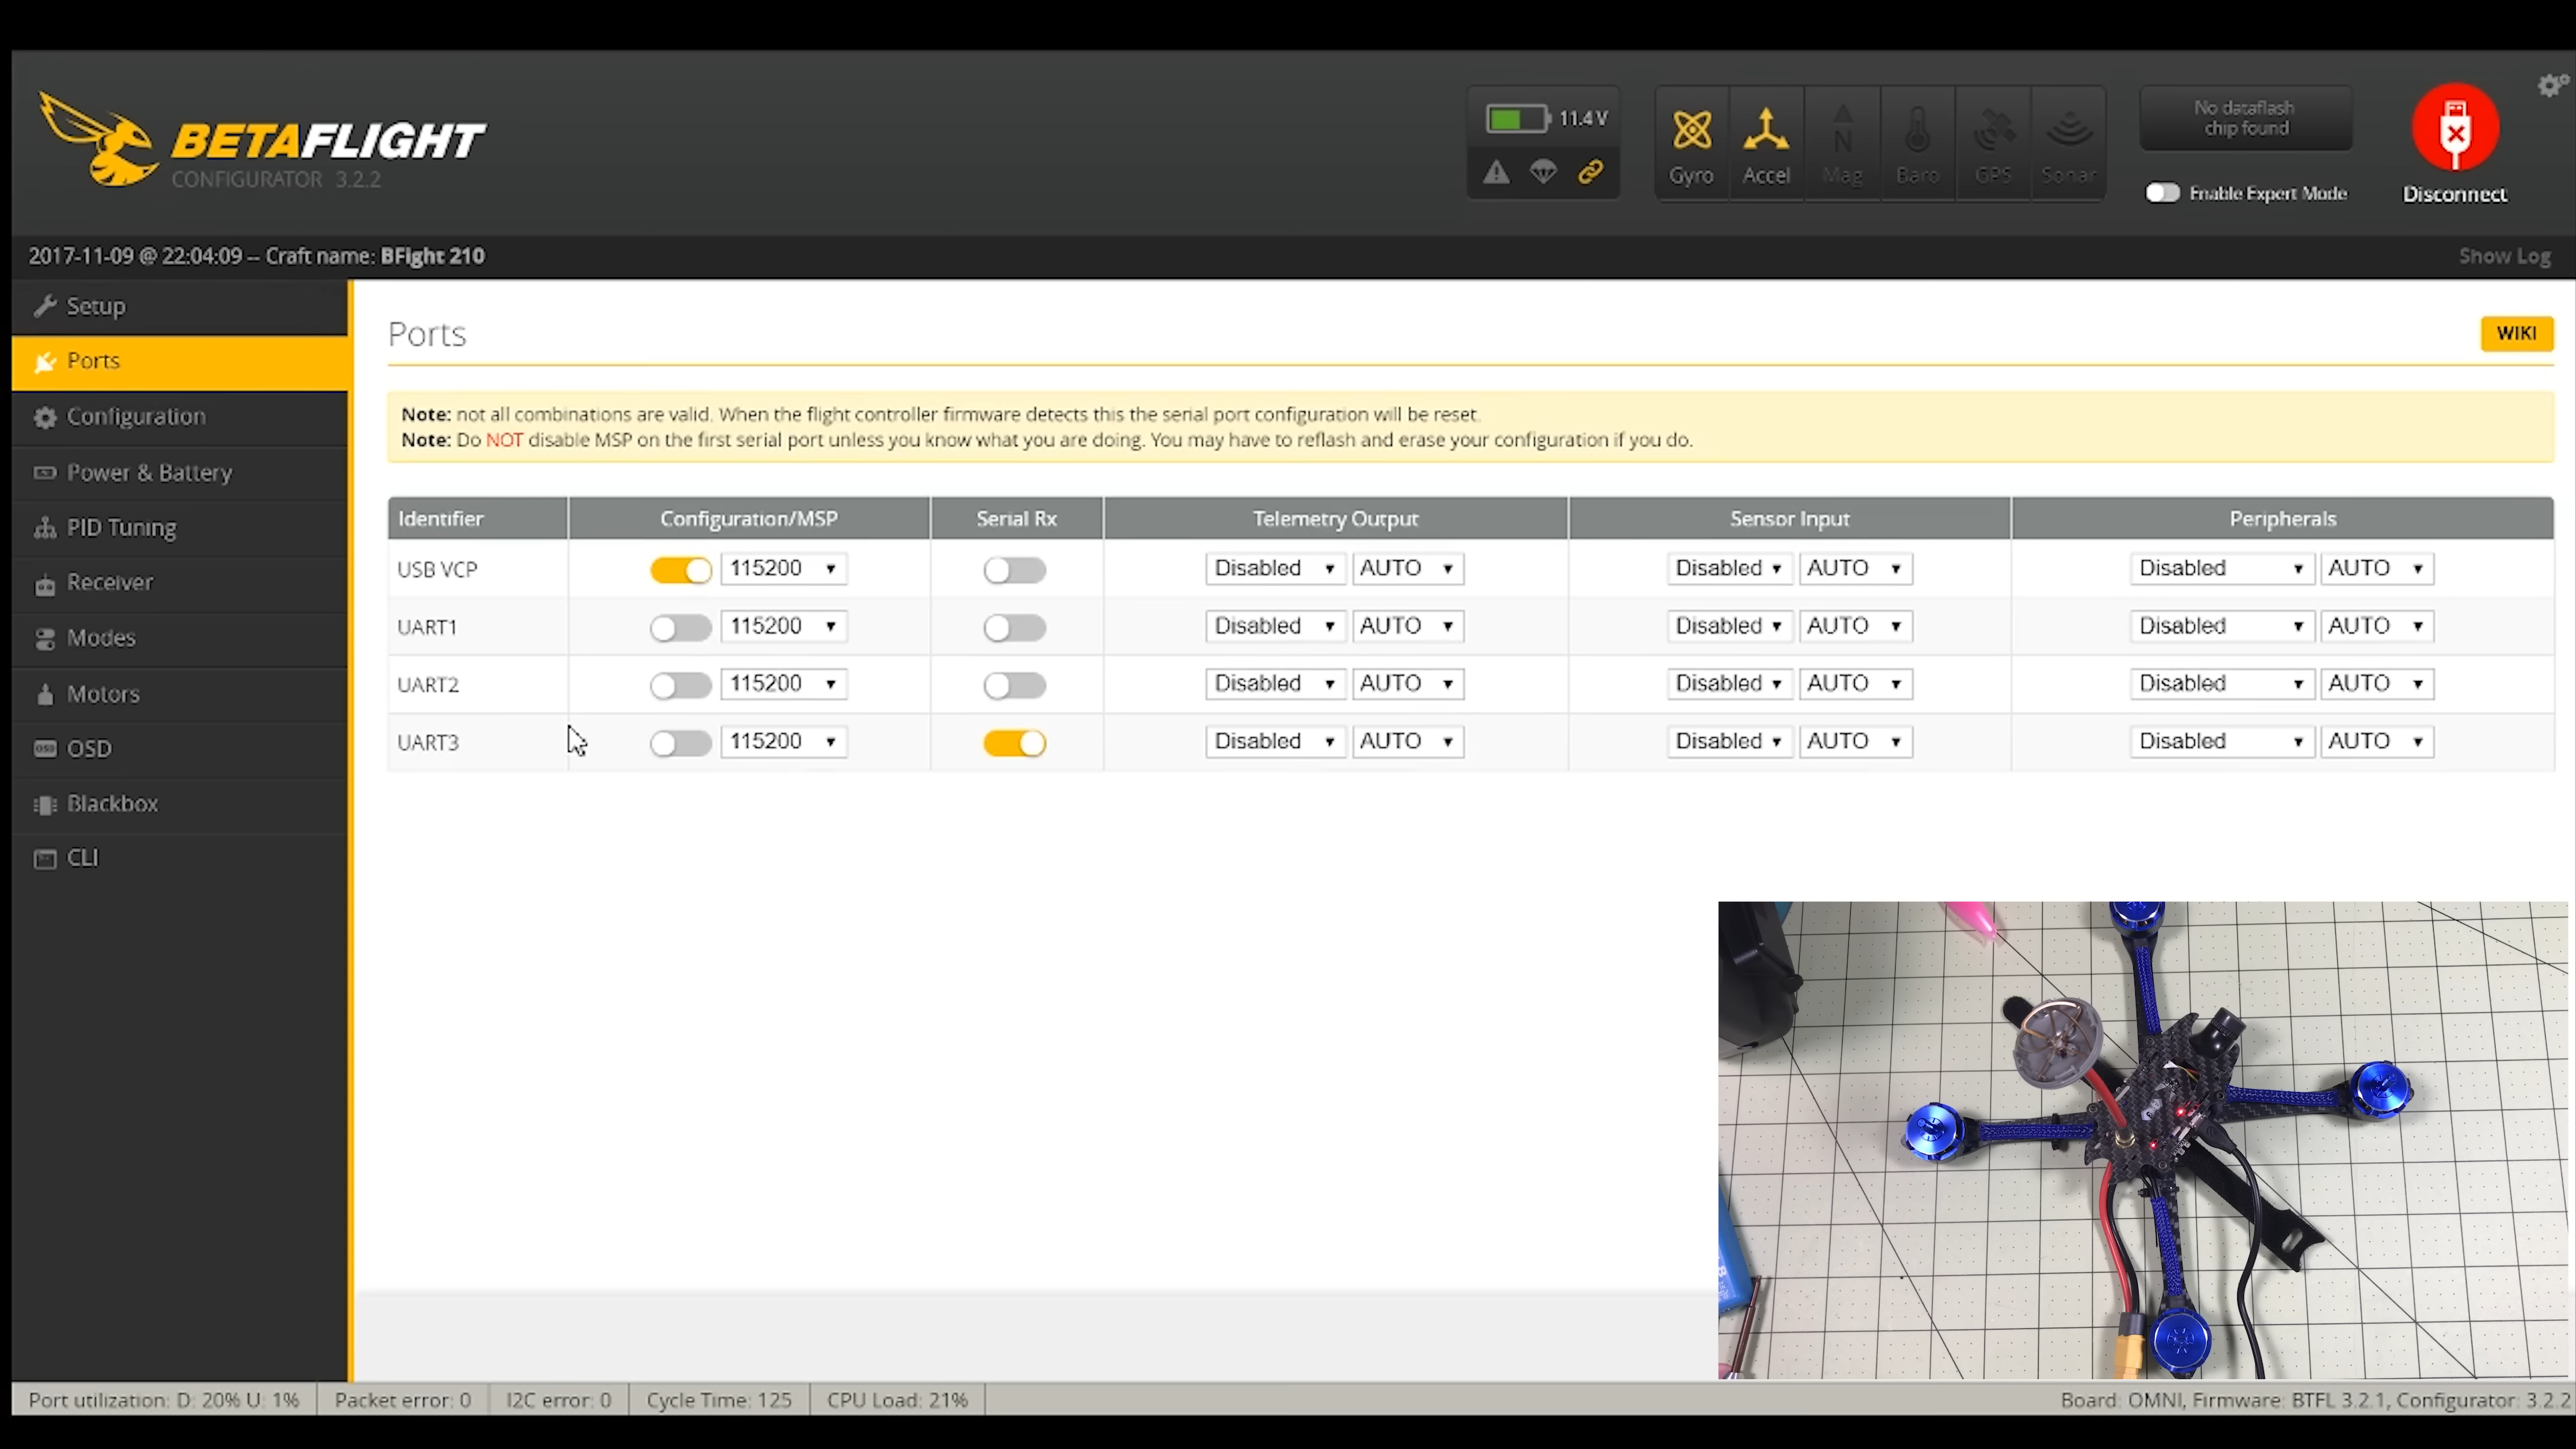 BETAFLIGHT
CONFIGURATOR 3.2.2
11.4 V
Gyro
Accel
Mag
Baro
GPS
Sonar
No dataflash
chip found
Enable Expert Mode
Disconnect
2017-11-09 @ 22:04:09 -- Craft name: BFight 210
Show Log
Setup
Ports
Configuration
Power & Battery
PID Tuning
Receiver
Modes
Motors
OSD
Blackbox
CLI
Ports
WIKI
Note: not all combinations are valid. When the flight controller firmware detects this the serial port configuration will be reset.
Note: Do NOT disable MSP on the first serial port unless you know what you are doing. You may have to reflash and erase your configuration if you do.
Identifier Configuration/MSP Serial Rx Telemetry Output Sensor Input Peripherals
USB VCP 115200 Disabled AUTO Disabled AUTO Disabled AUTO
UART1 115200 Disabled AUTO Disabled AUTO Disabled AUTO
UART2 115200 Disabled AUTO Disabled AUTO Disabled AUTO
UART3 115200 Disabled AUTO Disabled AUTO Disabled AUTO
Port utilization: D: 20% U: 1% Packet error: 0 I2C error: 0 Cycle Time: 125 CPU Load: 21% Board: OMNI, Firmware: BTFL 3.2.1, Configurator: 3.2.2